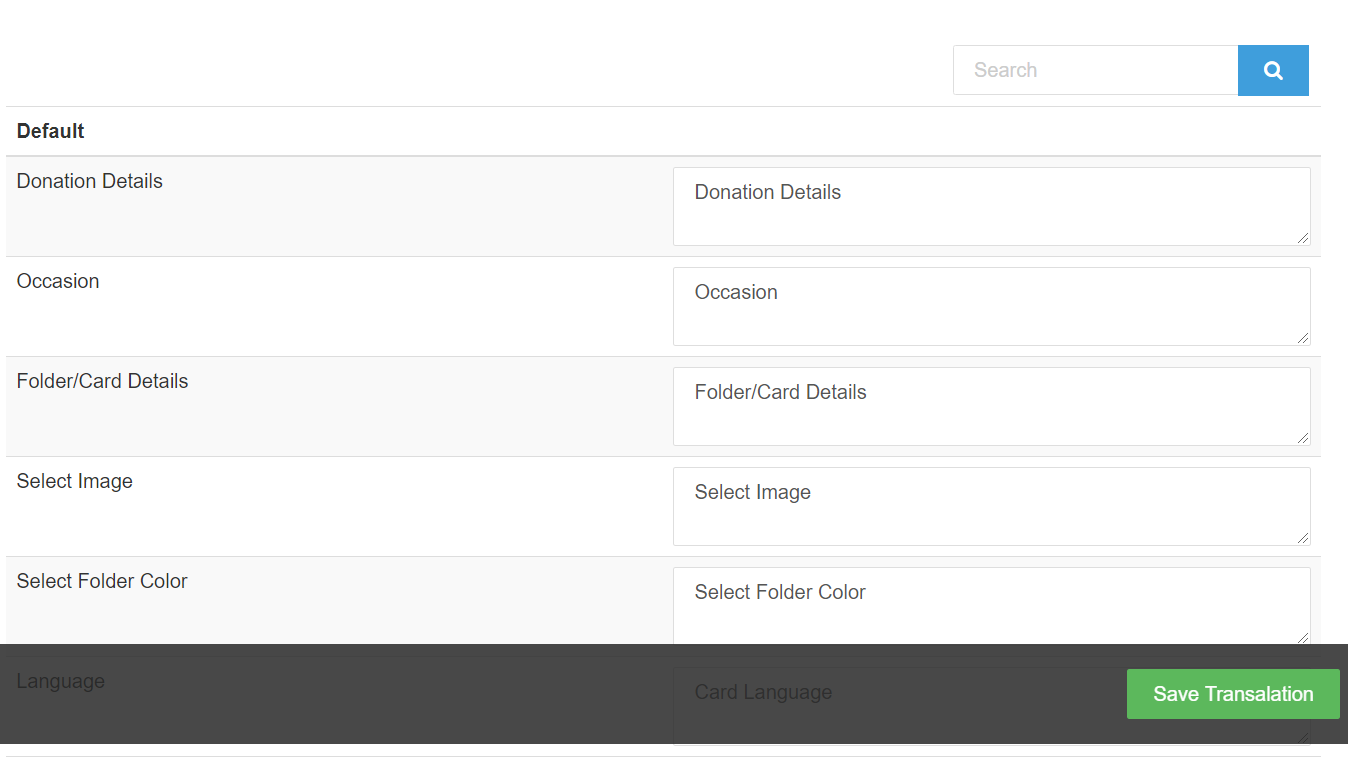 Search
Default
Donation Details
Donation Details
Occasion
Occasion
Folder/Card Details
Folder/Card Details
Select Image
Select Image
Select Folder Color
Select Folder Color
Language
Card Language
Save Transalation